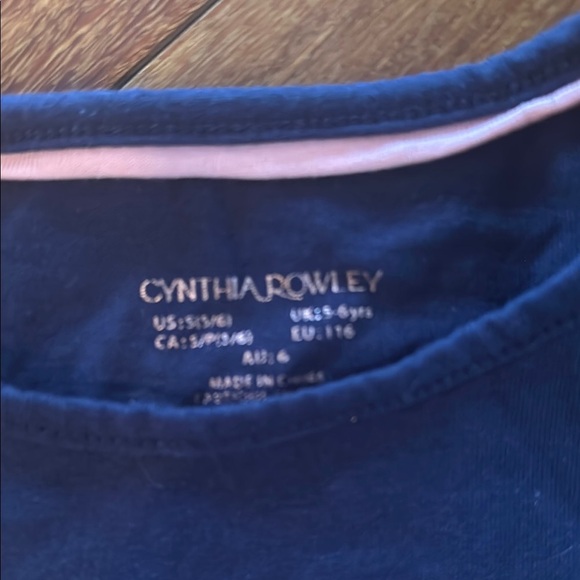 CYNTHIA ROWLEY
US:S(5/6) UK:5-6yrs
CA:S/P(5/6) EU:116
AU:6
MADE IN CHINA